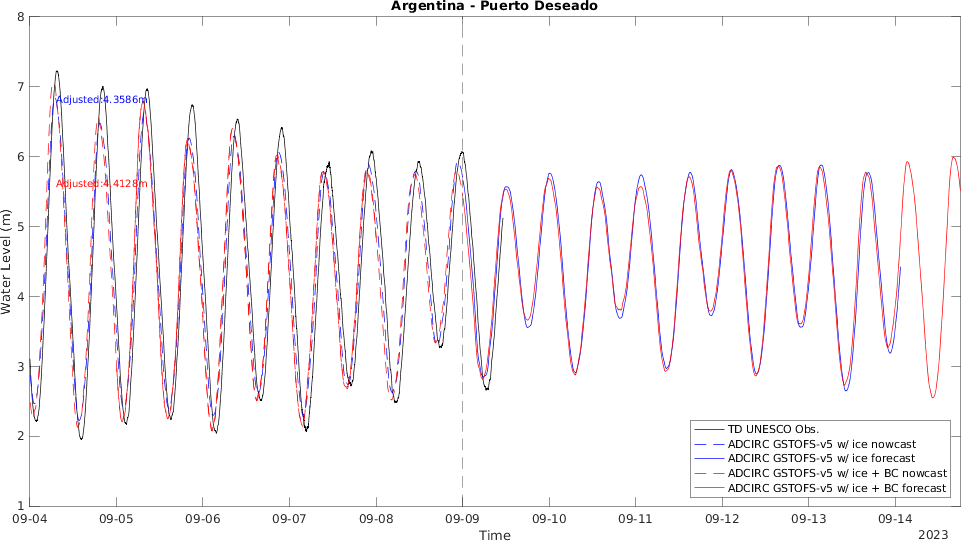 Argentina - Puerto Deseado
8
7
6
5
4
3
2
1
Water Level (m)
Adjusted:4.3586m
Adjusted:4.4128m
TD UNESCO Obs.
ADCIRC GSTOFS-v5 w/ ice nowcast
ADCIRC GSTOFS-v5 w/ ice forecast
ADCIRC GSTOFS-v5 w/ ice + BC nowcast
ADCIRC GSTOFS-v5 w/ ice + BC forecast
09-04 09-05 09-06 09-07 09-08 09-09 09-10 09-11 09-12 09-13 09-14
Time
2023